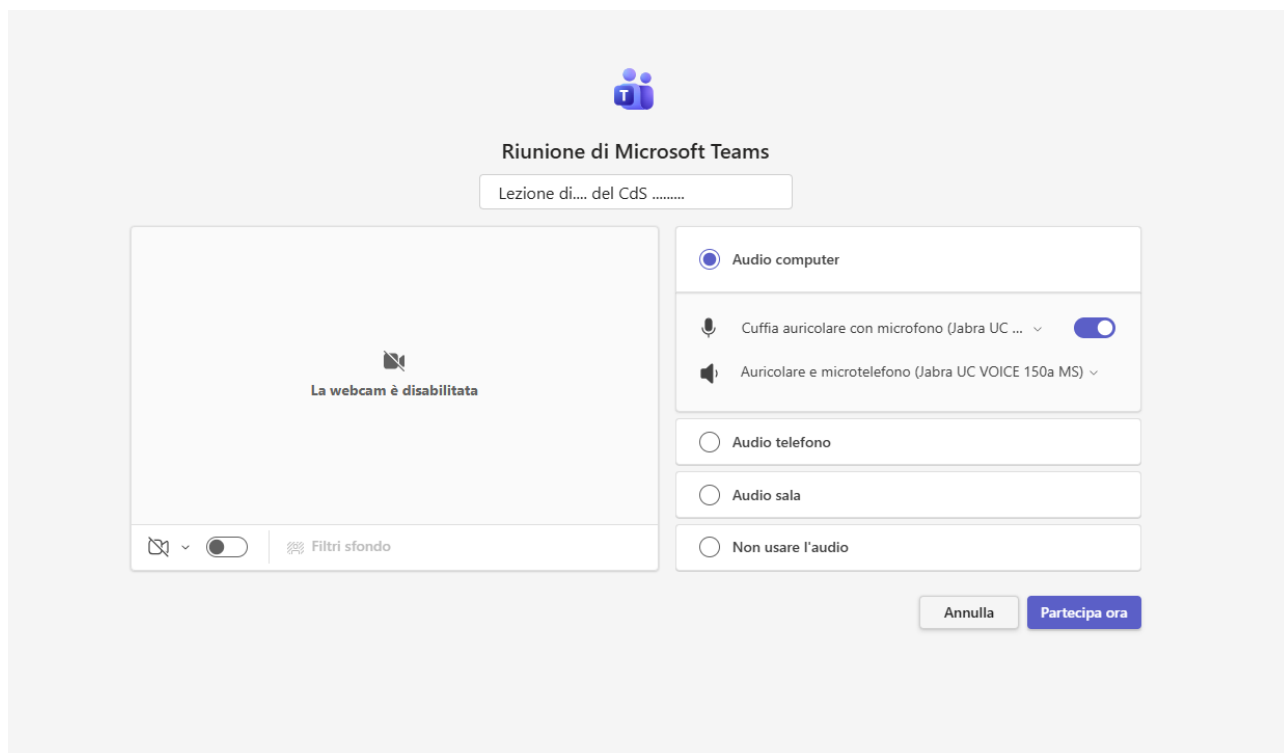 T
Riunione di Microsoft Teams
Lezione di.... del CdS .........
La webcam è disabilitata
Filtri sfondo
Audio computer
Cuffia auricolare con microfono (Jabra UC ...
Auricolare e microtelefono (Jabra UC VOICE 150a MS)
Audio telefono
Audio sala
Non usare l'audio
Annulla
Partecipa ora